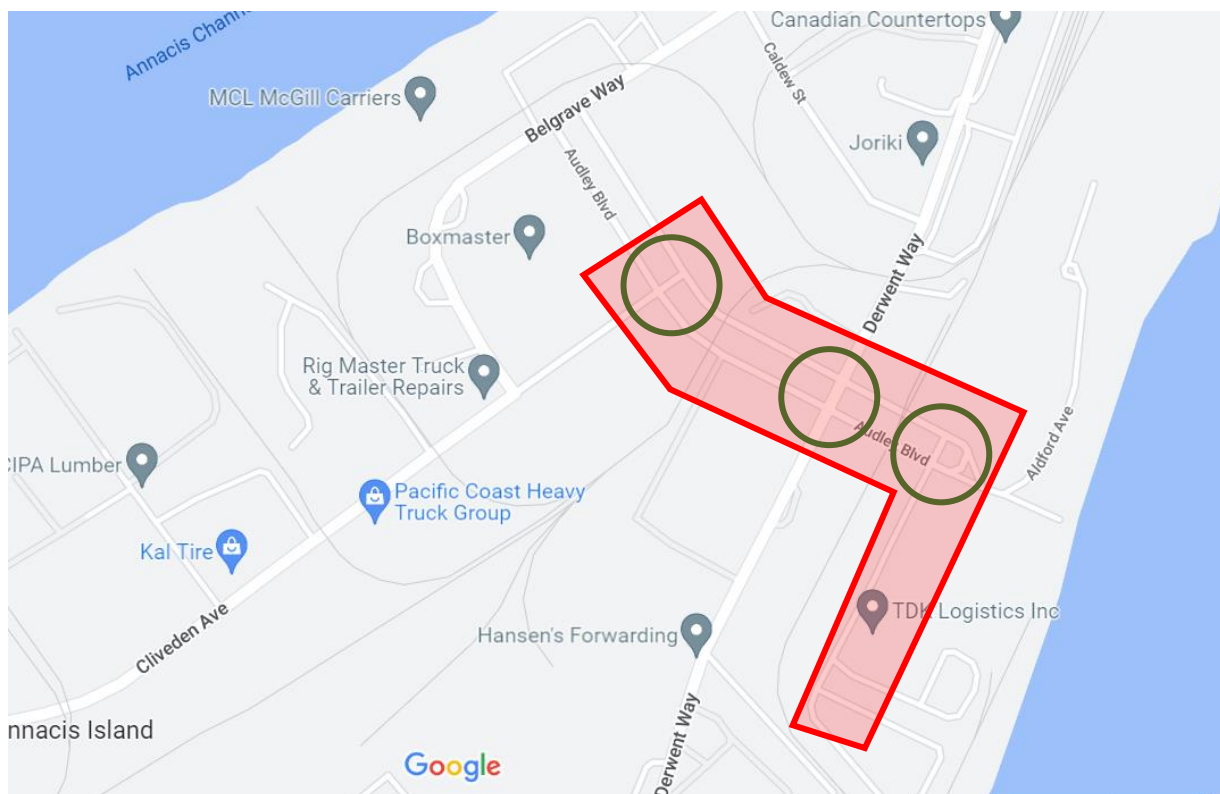 Annacis Chann
Canadian Countertops
Caldew St
MCL McGill Carriers
Belgrave Way
Joriki
Audley Blvd
Boxmaster
Derwent Way
Rig Master Truck
& Trailer Repairs
Audley Blvd
Aldford Ave
CIPA Lumber
Pacific Coast Heavy
Truck Group
Kal Tire
TDK Logistics Inc
Hansen's Forwarding
Cliveden Ave
Derwent Way
nnacis Island
Google